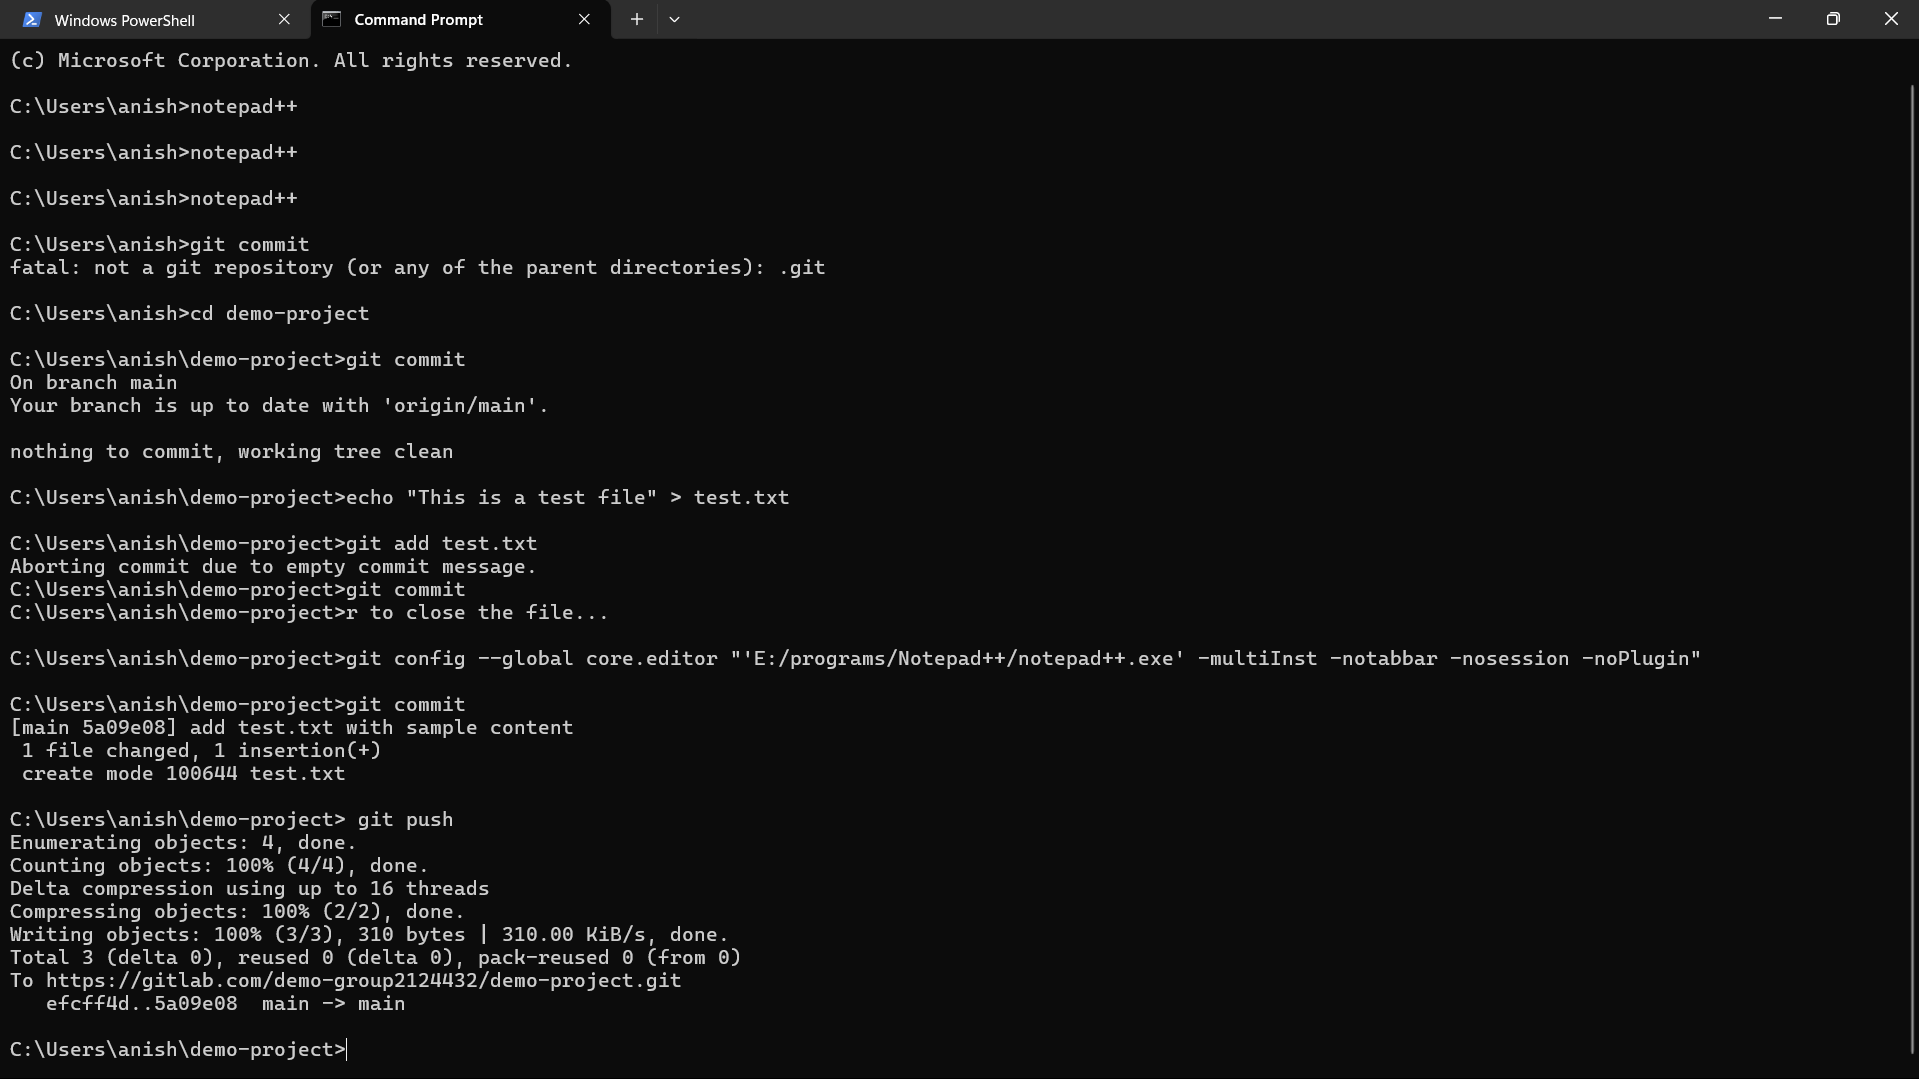 Windows PowerShell
Command Prompt
(c) Microsoft Corporation. All rights reserved.
C:\Users\anish>notepad++
C:\Users\anish>notepad++
C:\Users\anish>notepad++
C:\Users\anish>git commit
fatal: not a git repository (or any of the parent directories): .git
C:\Users\anish>cd demo-project
C:\Users\anish\demo-project>git commit
On branch main
Your branch is up to date with 'origin/main'.
nothing to commit, working tree clean
C:\Users\anish\demo-project>echo "This is a test file" > test.txt
C:\Users\anish\demo-project>git add test.txt
Aborting commit due to empty commit message.
C:\Users\anish\demo-project>git commit
C:\Users\anish\demo-project>r to close the file...
C:\Users\anish\demo-project>git config --global core.editor "'E:/programs/Notepad++/notepad++.exe' -multiInst -notabbar -nosession -noPlugin"
C:\Users\anish\demo-project>git commit
[main 5a09e08] add test.txt with sample content
 1 file changed, 1 insertion(+)
 create mode 100644 test.txt
C:\Users\anish\demo-project> git push
Enumerating objects: 4, done.
Counting objects: 100% (4/4), done.
Delta compression using up to 16 threads
Compressing objects: 100% (2/2), done.
Writing objects: 100% (3/3), 310 bytes | 310.00 KiB/s, done.
Total 3 (delta 0), reused 0 (delta 0), pack-reused 0 (from 0)
To https://gitlab.com/demo-group2124432/demo-project.git
   efcff4d..5a09e08  main -> main
C:\Users\anish\demo-project>